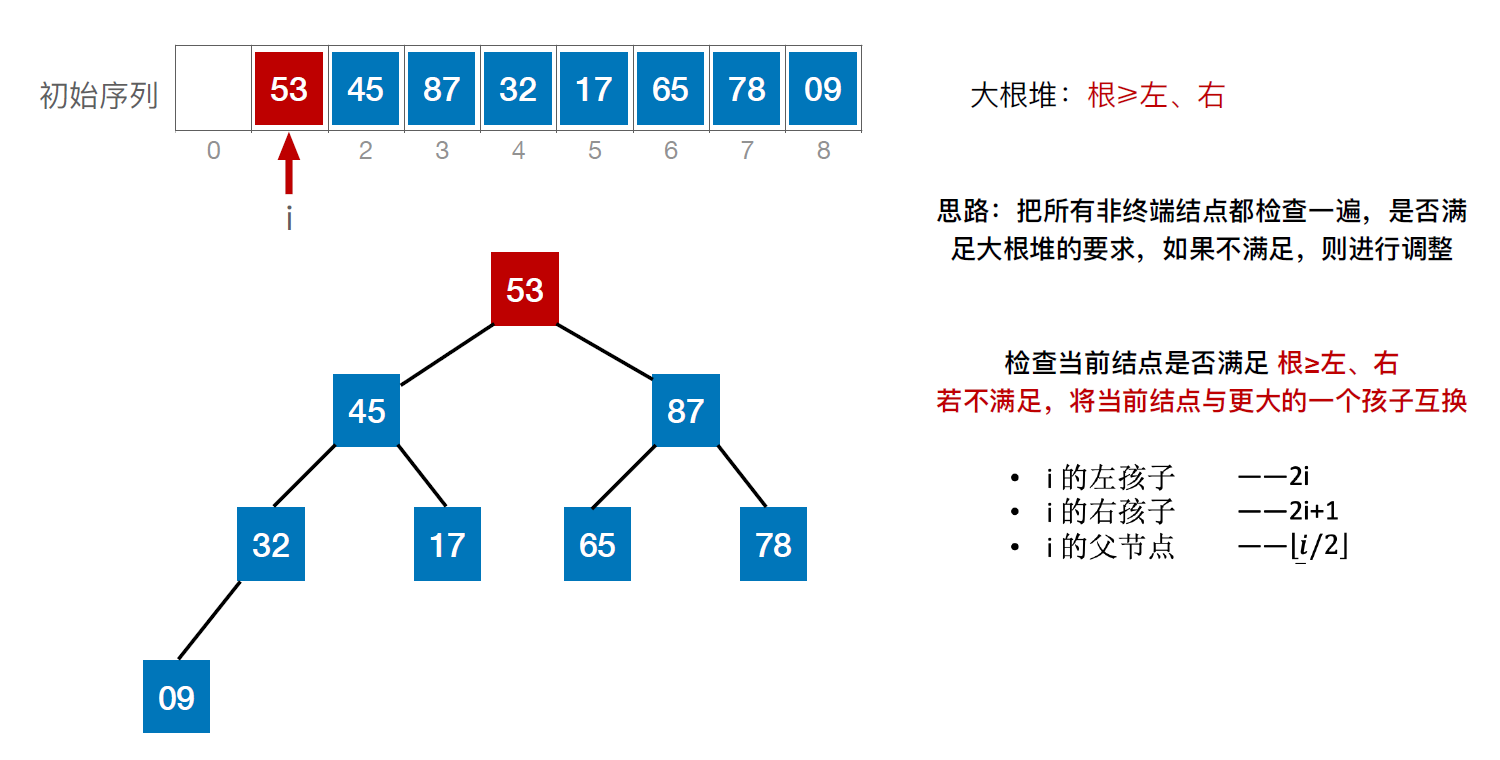 初始序列
53 45 87 32 17 65 78 09
0 2 3 4 5 6 7 8
i
大根堆：根≥左、右
思路：把所有非终端结点都检查一遍，是否满
足大根堆的要求，如果不满足，则进行调整
检查当前结点是否满足 根≥左、右
若不满足，将当前结点与更大的一个孩子互换
• i 的左孩子 ——2i
• i 的右孩子 ——2i+1
• i 的父节点 ——⌊i/2⌋
53
45 87
32 17 65 78
09